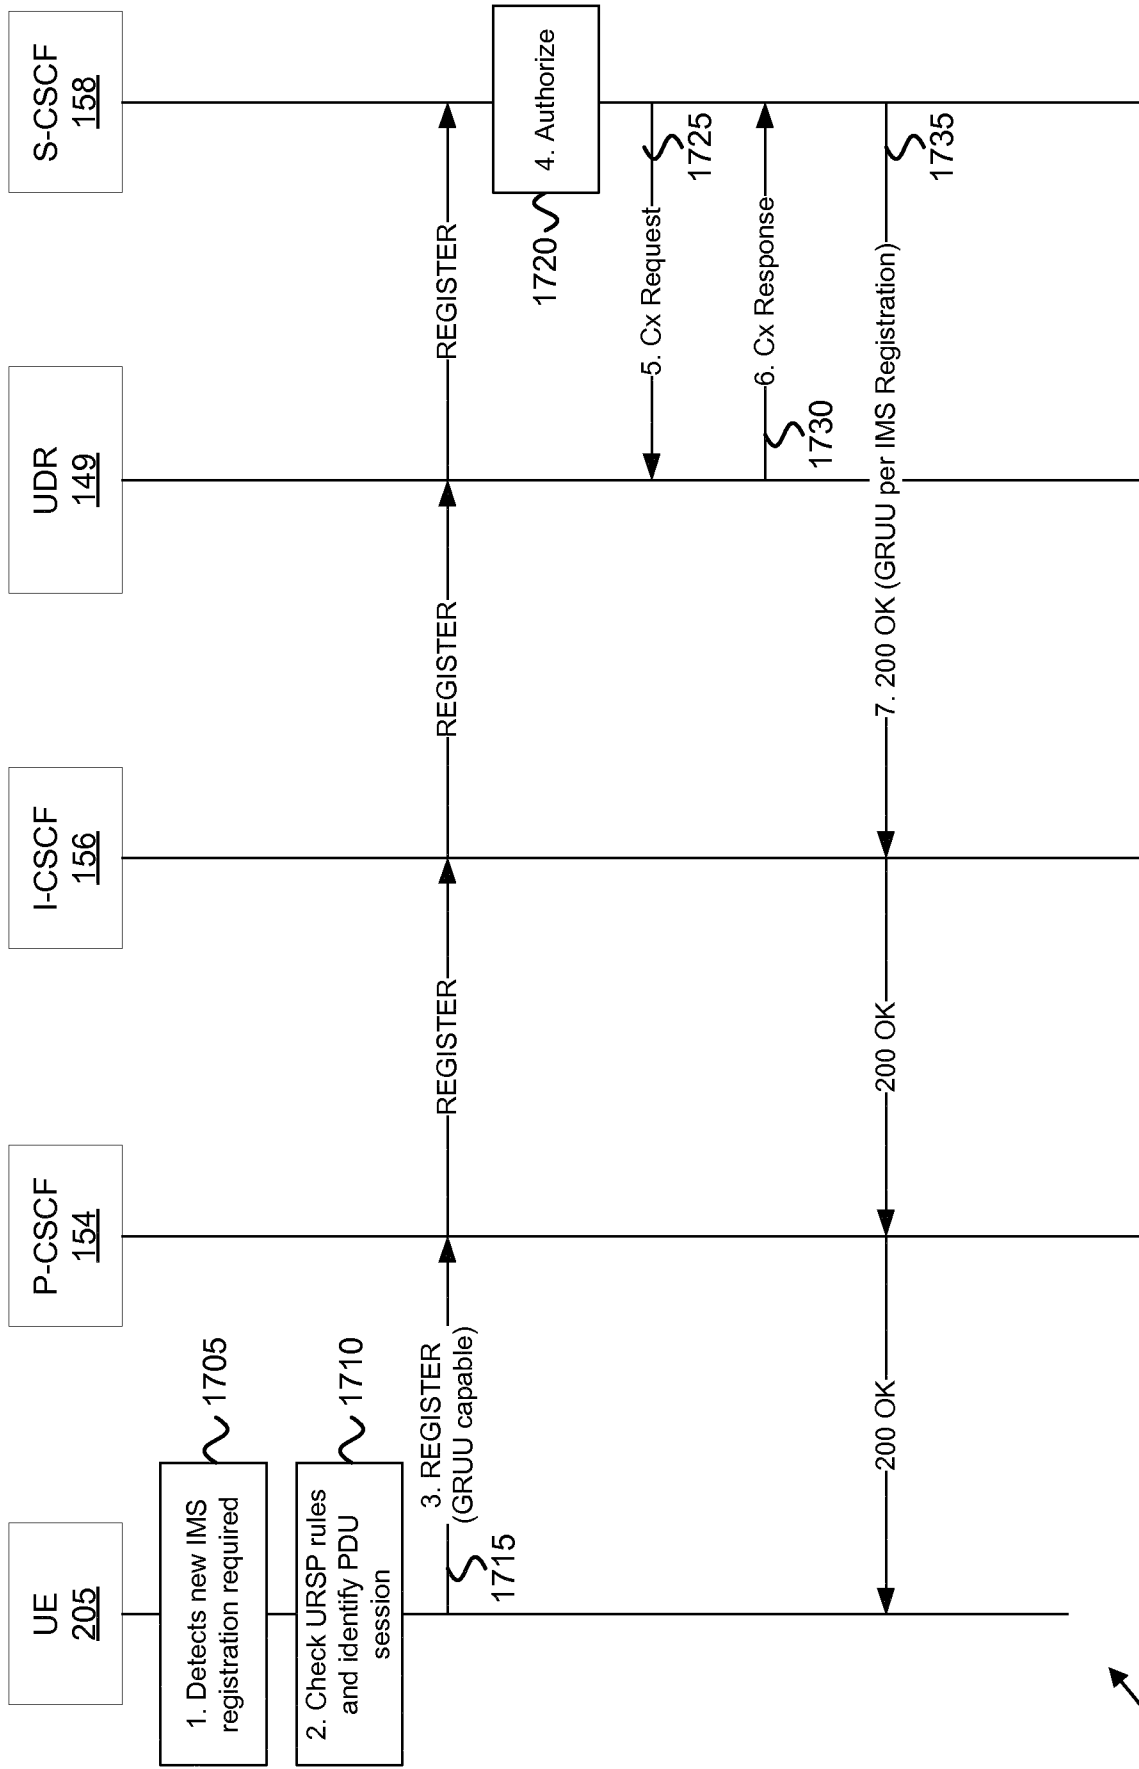 UE
205
P-CSCF
154
I-CSCF
156
UDR
149
S-CSCF
158
1. Detects new IMS
registration required
1705
2. Check URSP rules
and identify PDU
session
1710
3. REGISTER
(GRUU capable)
1715
REGISTER
REGISTER
REGISTER
4. Authorize
1720
5. Cx Request
1725
6. Cx Response
1730
7. 200 OK (GRUU per IMS Registration)
1735
200 OK
200 OK